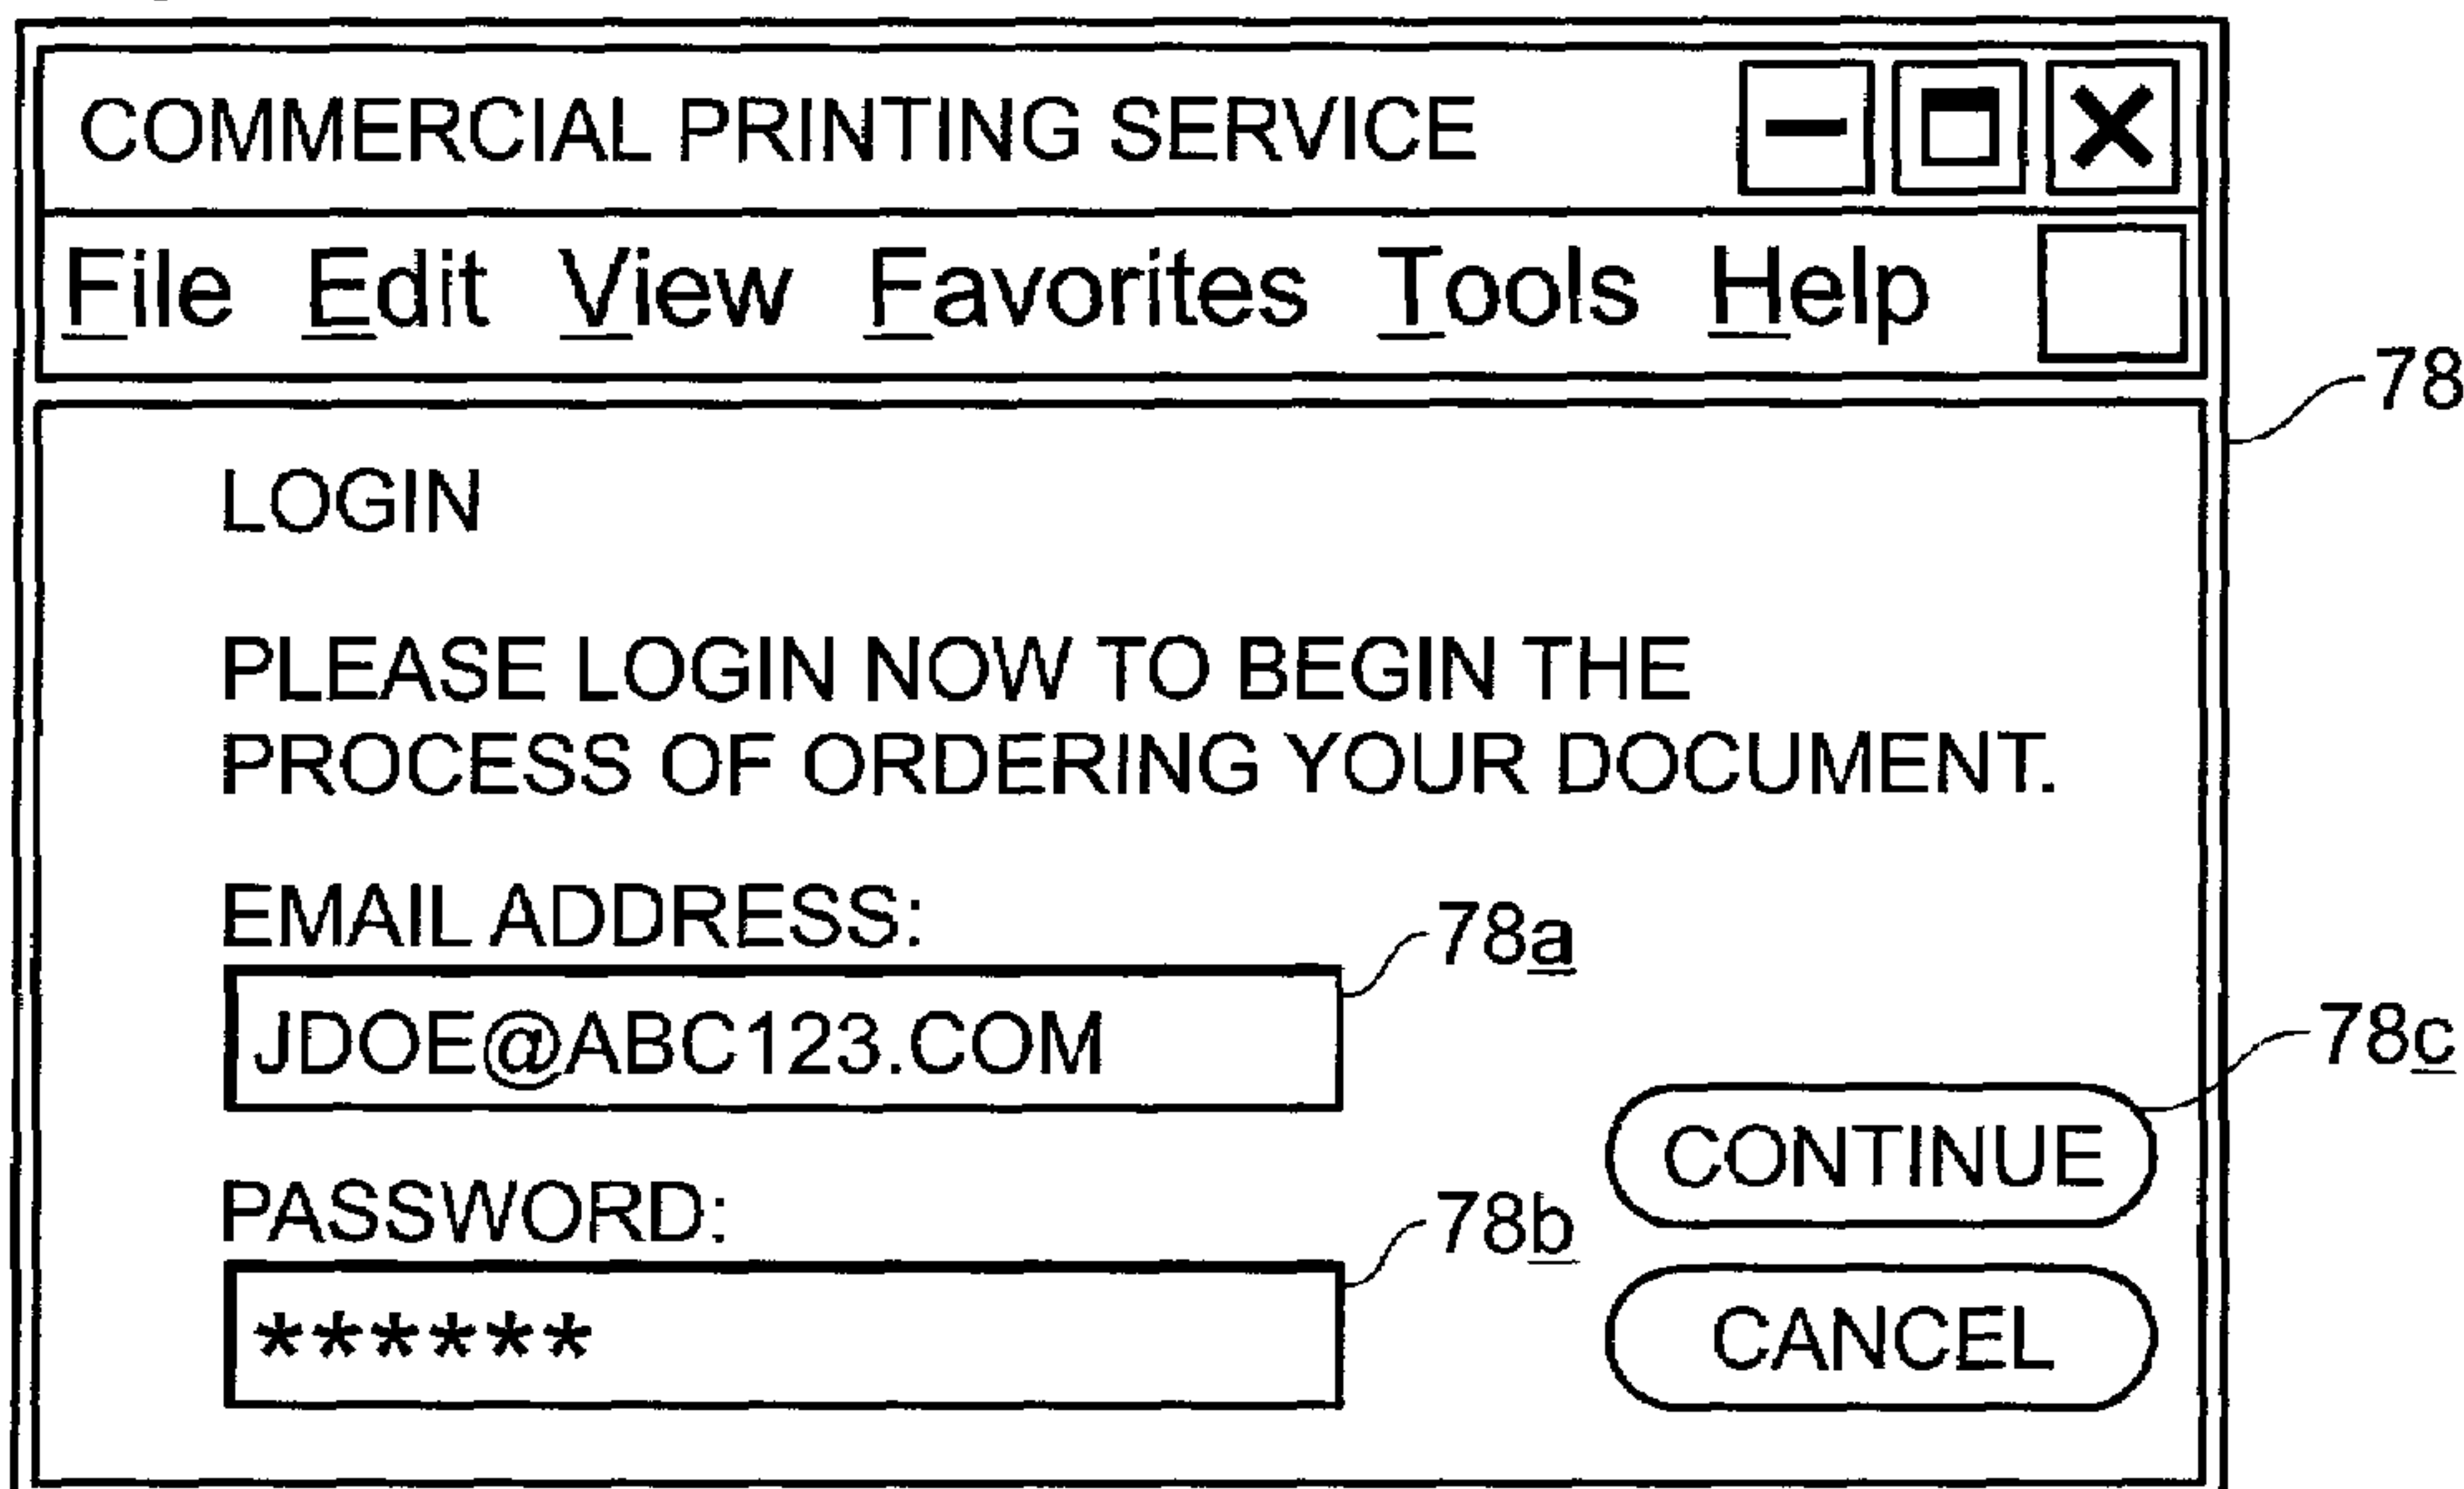 COMMERCIAL PRINTING SERVICE
File Edit View Favorites Tools Help
78
LOGIN
PLEASE LOGIN NOW TO BEGIN THE
PROCESS OF ORDERING YOUR DOCUMENT.
EMAIL ADDRESS:
78a
JDOE@ABC123.COM
78c
CONTINUE
PASSWORD:
78b
******
CANCEL